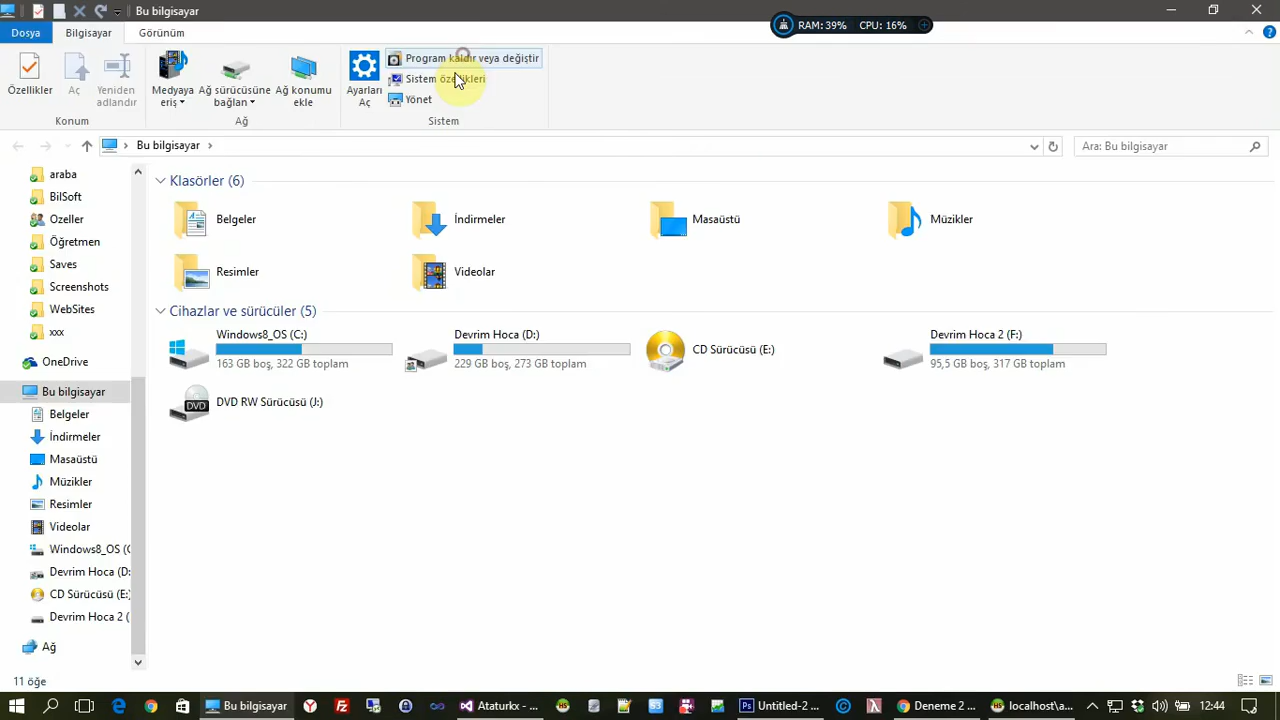 Bu bilgisayar
RAM: 39% CPU: 16%
Dosya Bilgisayar Görünüm
Özellikler
Aç
Yeniden
adlandır
Konum
Medyaya
eriş
Ağ sürücüsüne
bağlan
Ağ konumu
ekle
Ağ
Ayarları
Aç
Program kaldır veya değiştir
Sistem özellikleri
Yönet
Sistem
Bu bilgisayar
Ara: Bu bilgisayar
araba
BilSoft
Ozeller
Öğretmen
Saves
Screenshots
WebSites
xxx
OneDrive
Bu bilgisayar
Belgeler
İndirmeler
Masaüstü
Müzikler
Resimler
Videolar
Windows8_OS (C
Devrim Hoca (D:
CD Sürücüsü (E:)
Devrim Hoca 2 (
Ağ
Klasörler (6)
Belgeler
İndirmeler
Masaüstü
Müzikler
Resimler
Videolar
Cihazlar ve sürücüler (5)
Windows8_OS (C:)
163 GB boş, 322 GB toplam
Devrim Hoca (D:)
229 GB boş, 273 GB toplam
CD Sürücüsü (E:)
Devrim Hoca 2 (F:)
95,5 GB boş, 317 GB toplam
DVD
DVD RW Sürücüsü (J:)
11 öğe
Bu bilgisayar
Ataturkx - ...
Untitled-2 ...
Deneme 2 ...
localhost\a...
12:44